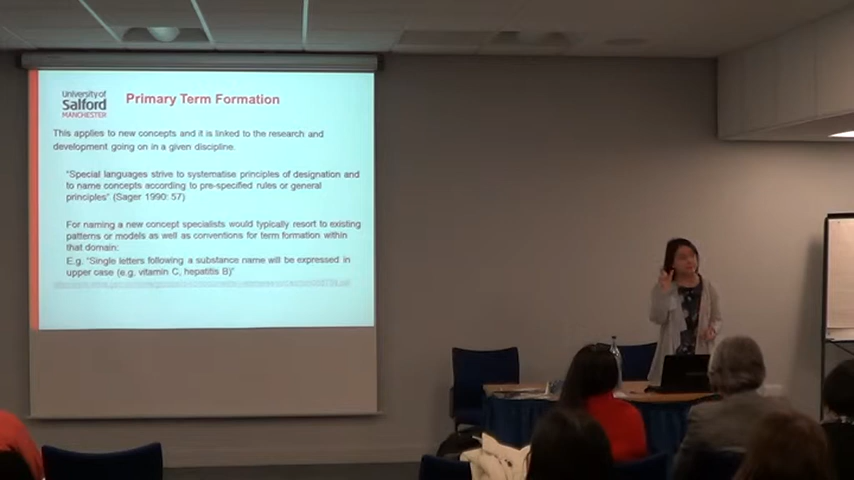 University of
Salford
MANCHESTER
Primary Term Formation
This applies to new concepts and it is linked to the research and
development going on in a given discipline.
"Special languages strive to systematise principles of designation and
to name concepts according to pre-specified rules or general
principles" (Sager 1990: 57)
For naming a new concept specialists would typically resort to existing
patterns or models as well as conventions for term formation within
that domain:
E.g. "Single letters following a substance name will be expressed in
upper case (e.g. vitamin C, hepatitis B)"